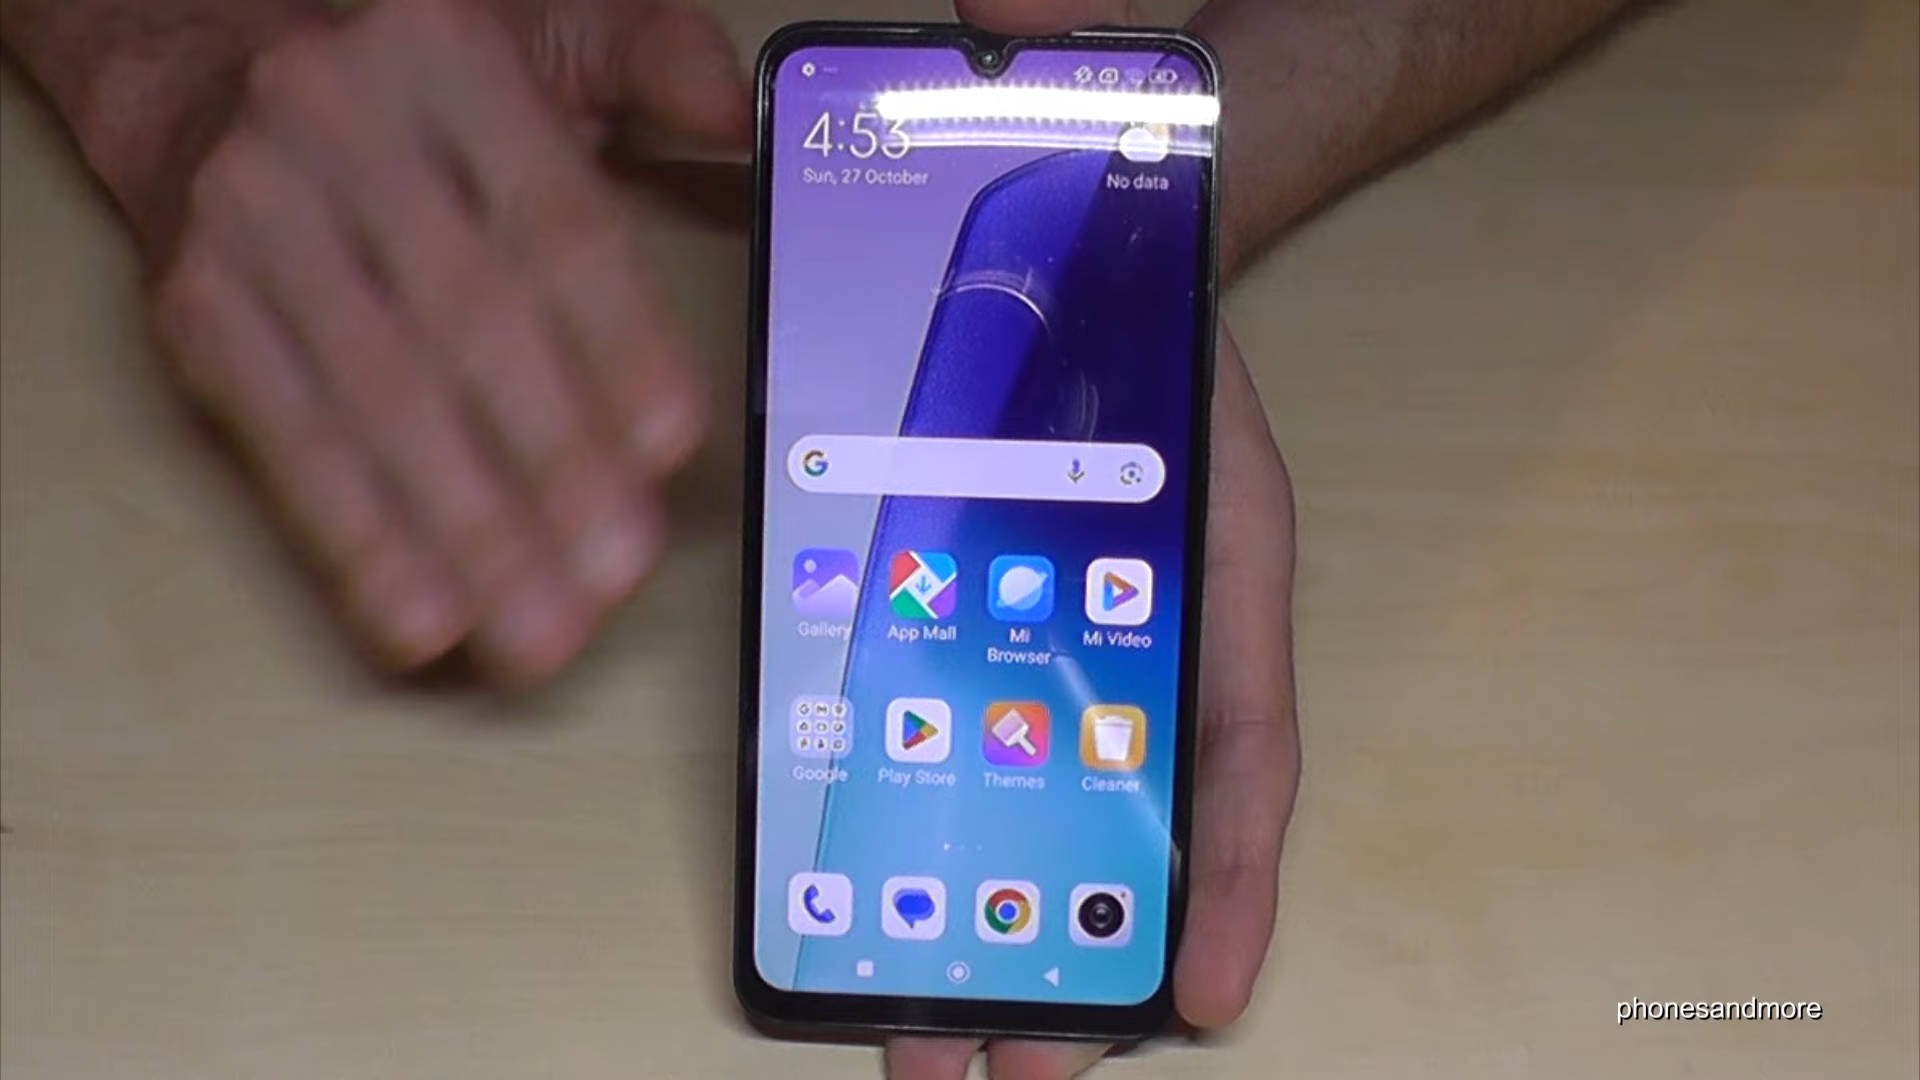 4:53
Sun, 27 October
No data
Gallery
App Mall
Mi
Browser
Mi Video
Google
Play Store
Themes
Cleaner
phonesandmore